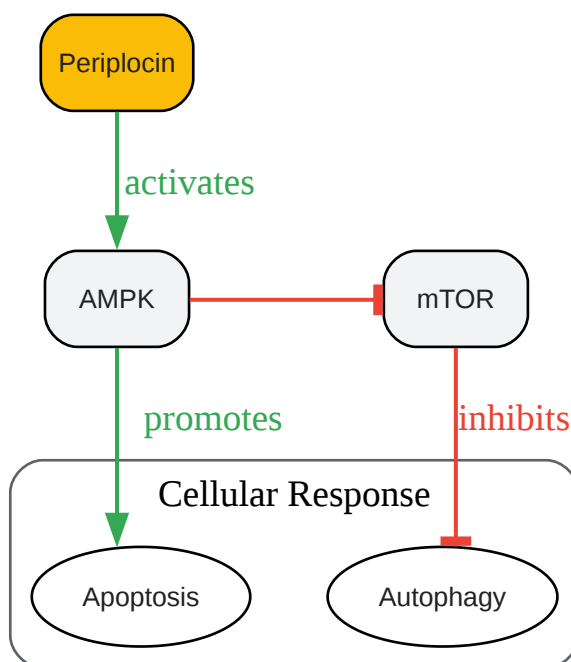 Periplocin
activates
AMPK
mTOR
promotes
inhibits
Cellular Response
Apoptosis
Autophagy